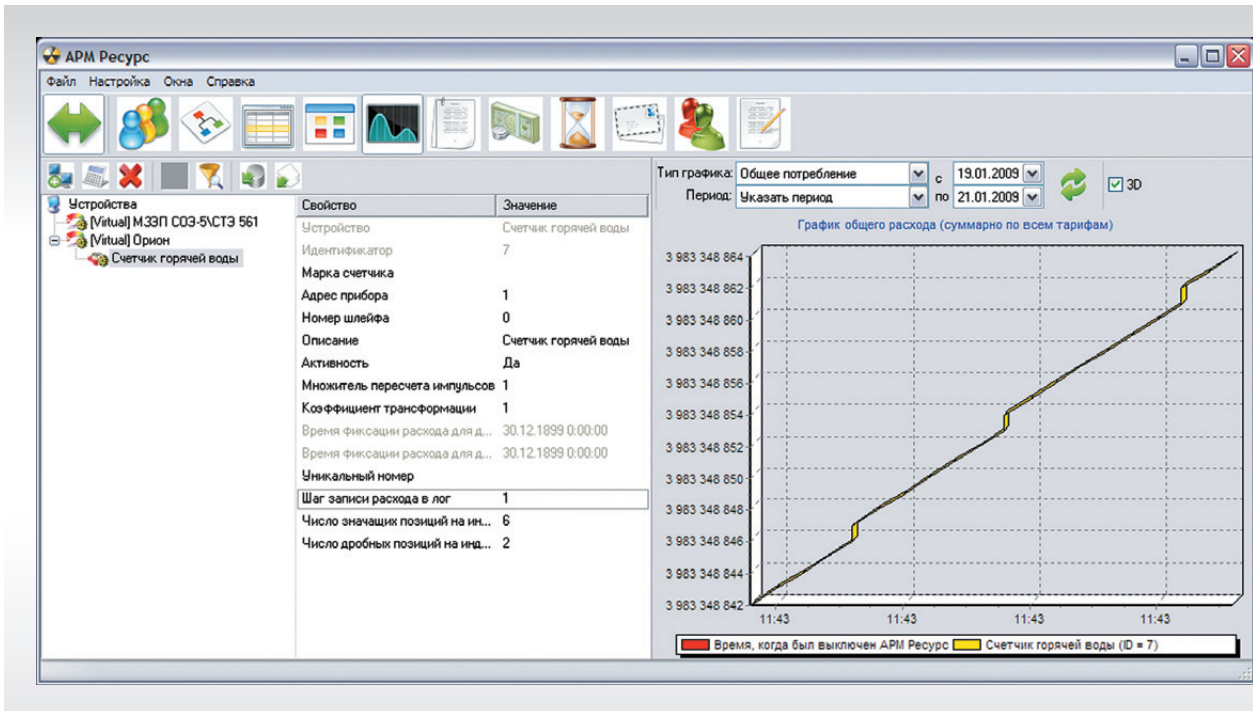 АРМ Ресурс
Файл Настройка Окна Справка
Устройства
[Virtual] МЗЭП СОЭ-5\СТЭ 561
[Virtual] Орион
Счетчик горячей воды
Свойство Значение
Устройство Счетчик горячей воды
Идентификатор 7
Марка счетчика
Адрес прибора 1
Номер шлейфа 0
Описание Счетчик горячей воды
Активность Да
Множитель пересчета импульсов 1
Коэффициент трансформации 1
Время фиксации расхода для д... 30.12.1899 0:00:00
Время фиксации расхода для д... 30.12.1899 0:00:00
Уникальный номер
Шаг записи расхода в лог 1
Число значащих позиций на ин... 6
Число дробных позиций на инд... 2
Тип графика: Общее потребление с 19.01.2009
Период: Указать период по 21.01.2009
3D
График общего расхода (суммарно по всем тарифам)
3 983 348 864
3 983 348 862
3 983 348 860
3 983 348 858
3 983 348 856
3 983 348 854
3 983 348 852
3 983 348 850
3 983 348 848
3 983 348 846
3 983 348 844
3 983 348 842
11:43 11:43 11:43 11:43
Время, когда был выключен АРМ Ресурс Счетчик горячей воды (ID = 7)